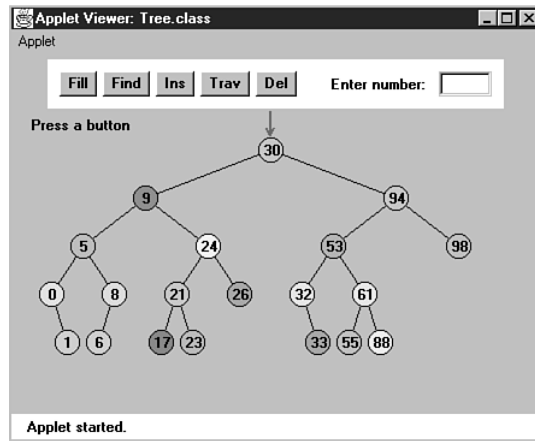 Applet Viewer: Tree.class
Applet
Fill Find Ins Trav Del Enter number:
Press a button
30
9 94
5 24 53 98
0 8 21 26 32 61
1 6 17 23 33 55 88
Applet started.